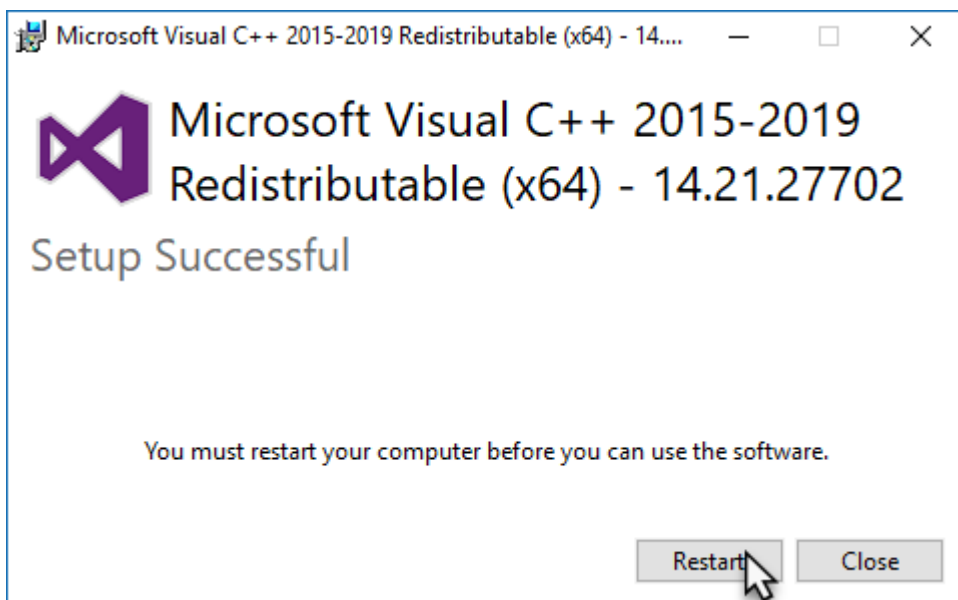 Microsoft Visual C++ 2015-2019 Redistributable (x64) - 14....
Microsoft Visual C++ 2015-2019
Redistributable (x64) - 14.21.27702
Setup Successful
You must restart your computer before you can use the software.
Restart Close